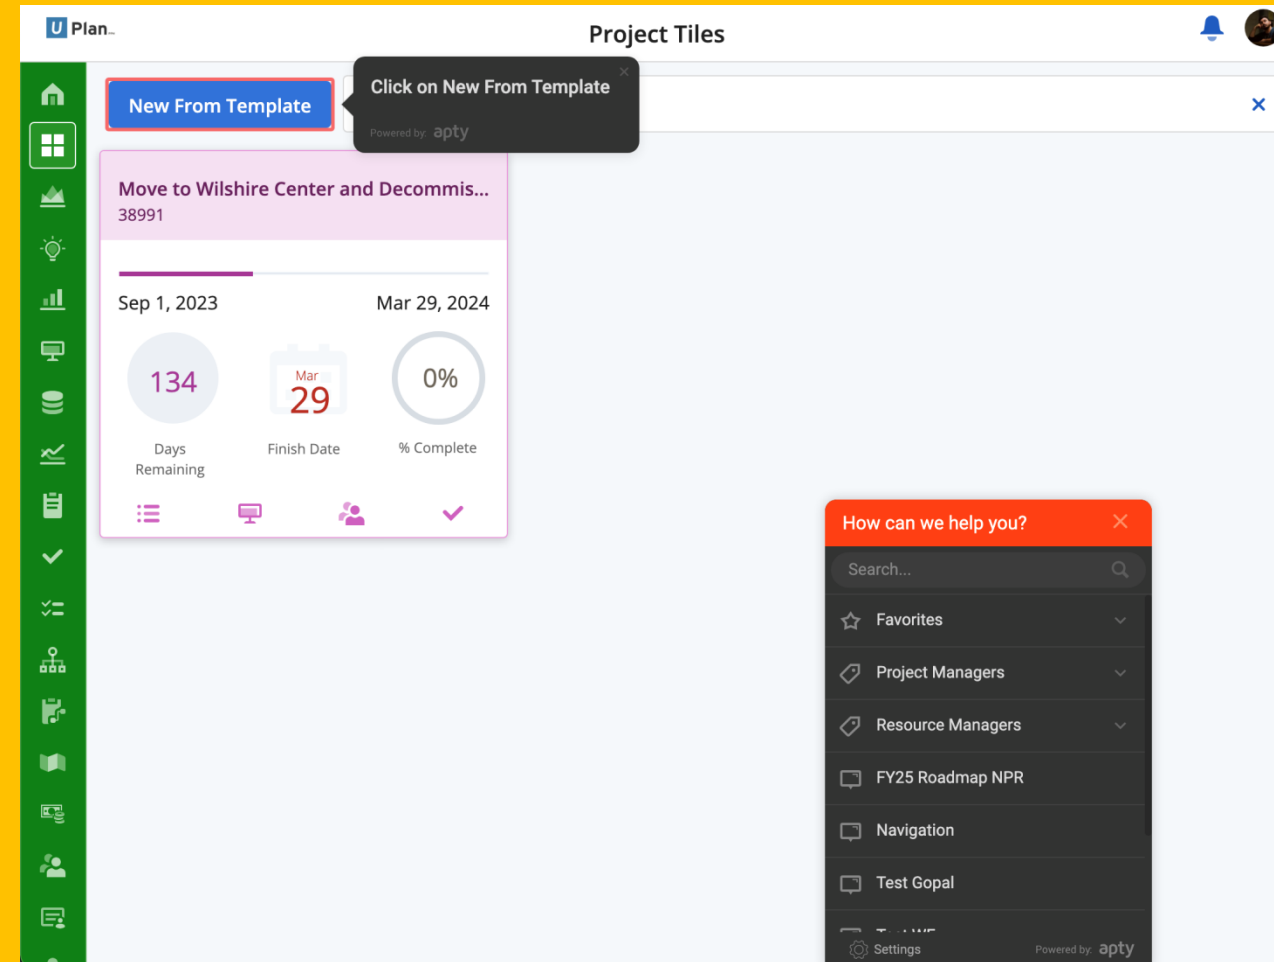 U Plan
Project Tiles
New From Template
Click on New From Template
Powered by: apty
Move to Wilshire Center and Decommis...
38991
Sep 1, 2023
Mar 29, 2024
134
Mar
29
0%
Days
Remaining
Finish Date
% Complete
How can we help you?
Search...
Favorites
Project Managers
Resource Managers
FY25 Roadmap NPR
Navigation
Test Gopal
Settings
Powered by: apty